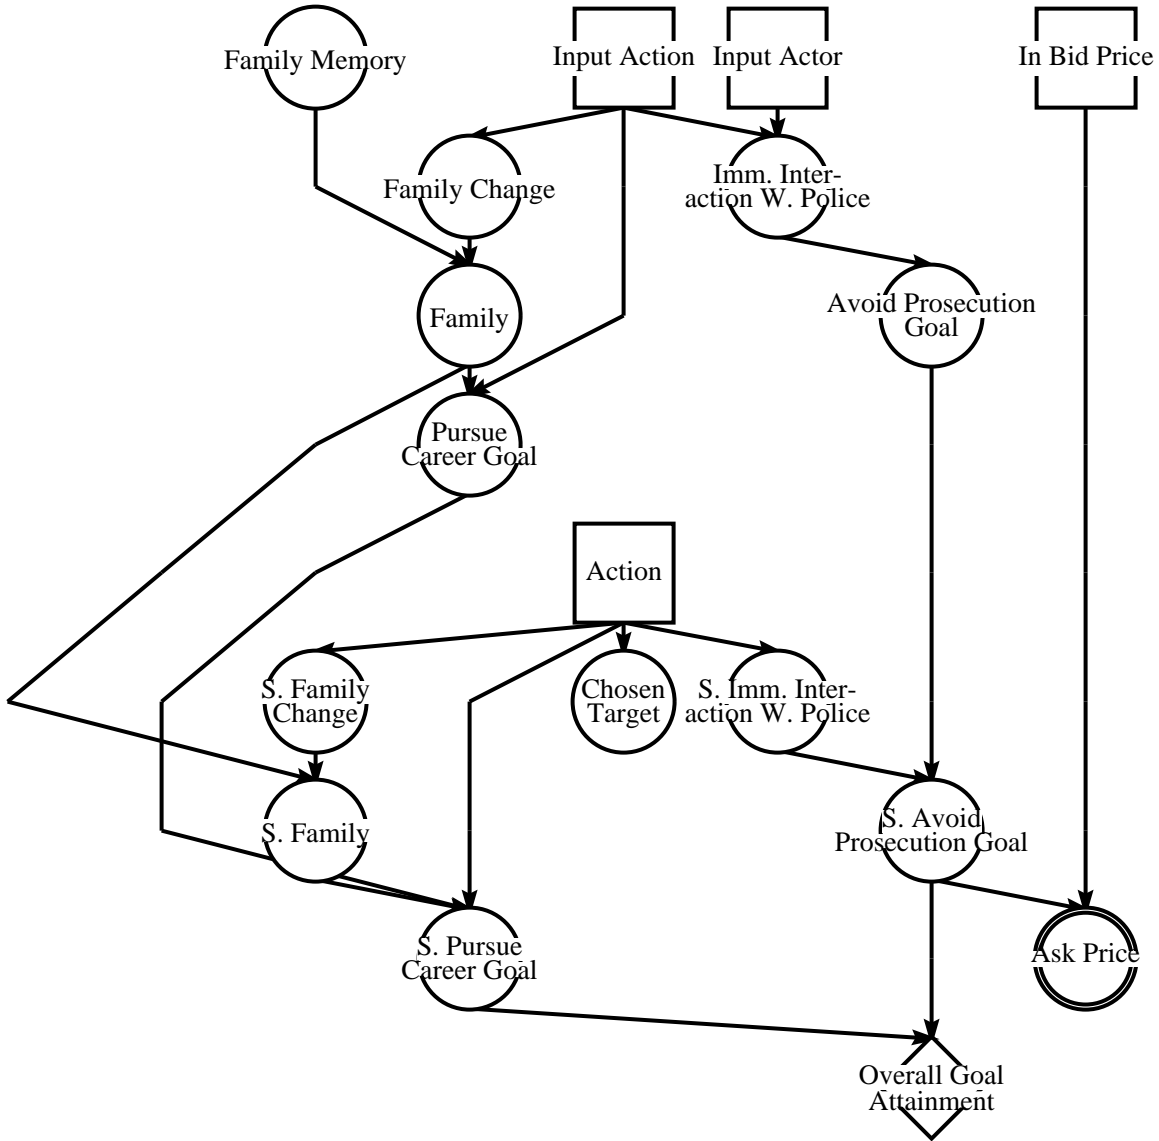 Family Memory
Input Action
Input Actor
In Bid Price
Family Change
Imm. Inter-
action W. Police
Family
Avoid Prosecution
Goal
Pursue
Career Goal
Action
S. Family
Change
Chosen
Target
S. Imm. Inter-
action W. Police
S. Family
S. Avoid
Prosecution Goal
S. Pursue
Career Goal
Ask Price
Overall Goal
Attainment